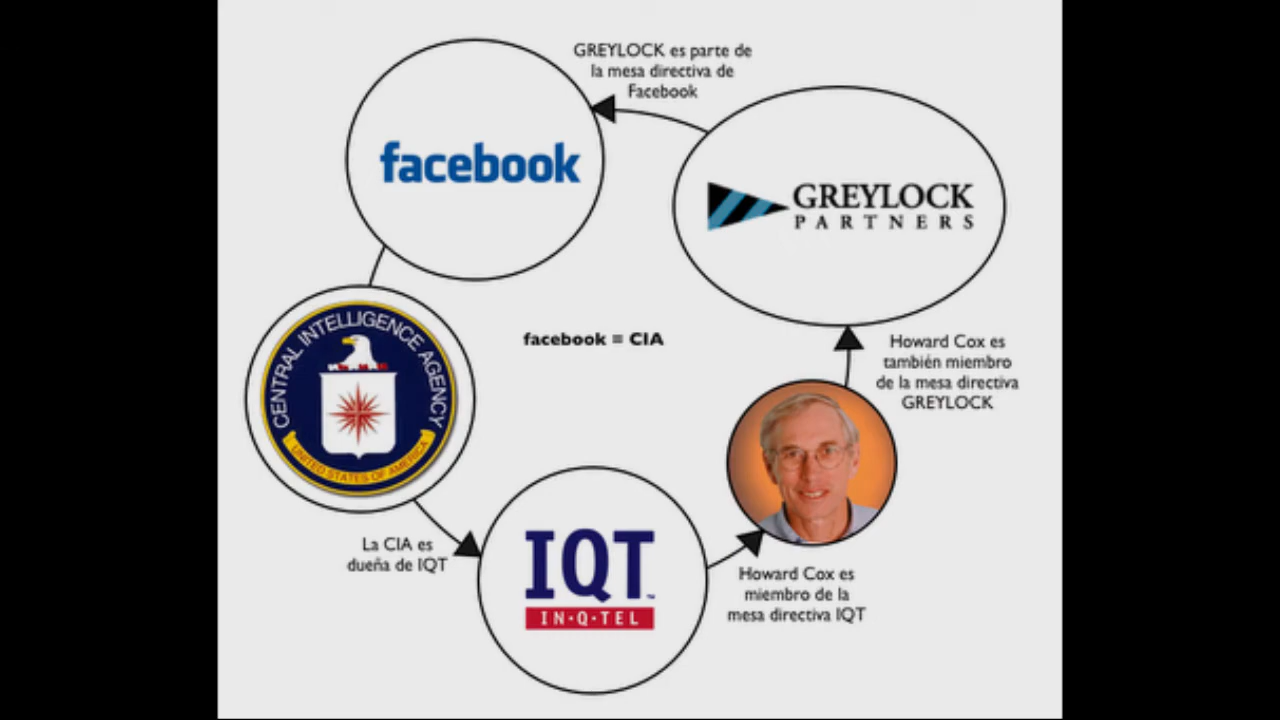 GREYLOCK es parte de
la mesa directiva de
Facebook
facebook
GREYLOCK
PARTNERS
CENTRAL INTELLIGENCE AGENCY
UNITED STATES OF AMERICA
facebook = CIA
Howard Cox es
también miembro
de la mesa directiva
GREYLOCK
La CIA es
dueña de IQT
IQT™
IN·Q·TEL
Howard Cox es
miembro de la
mesa directiva IQT